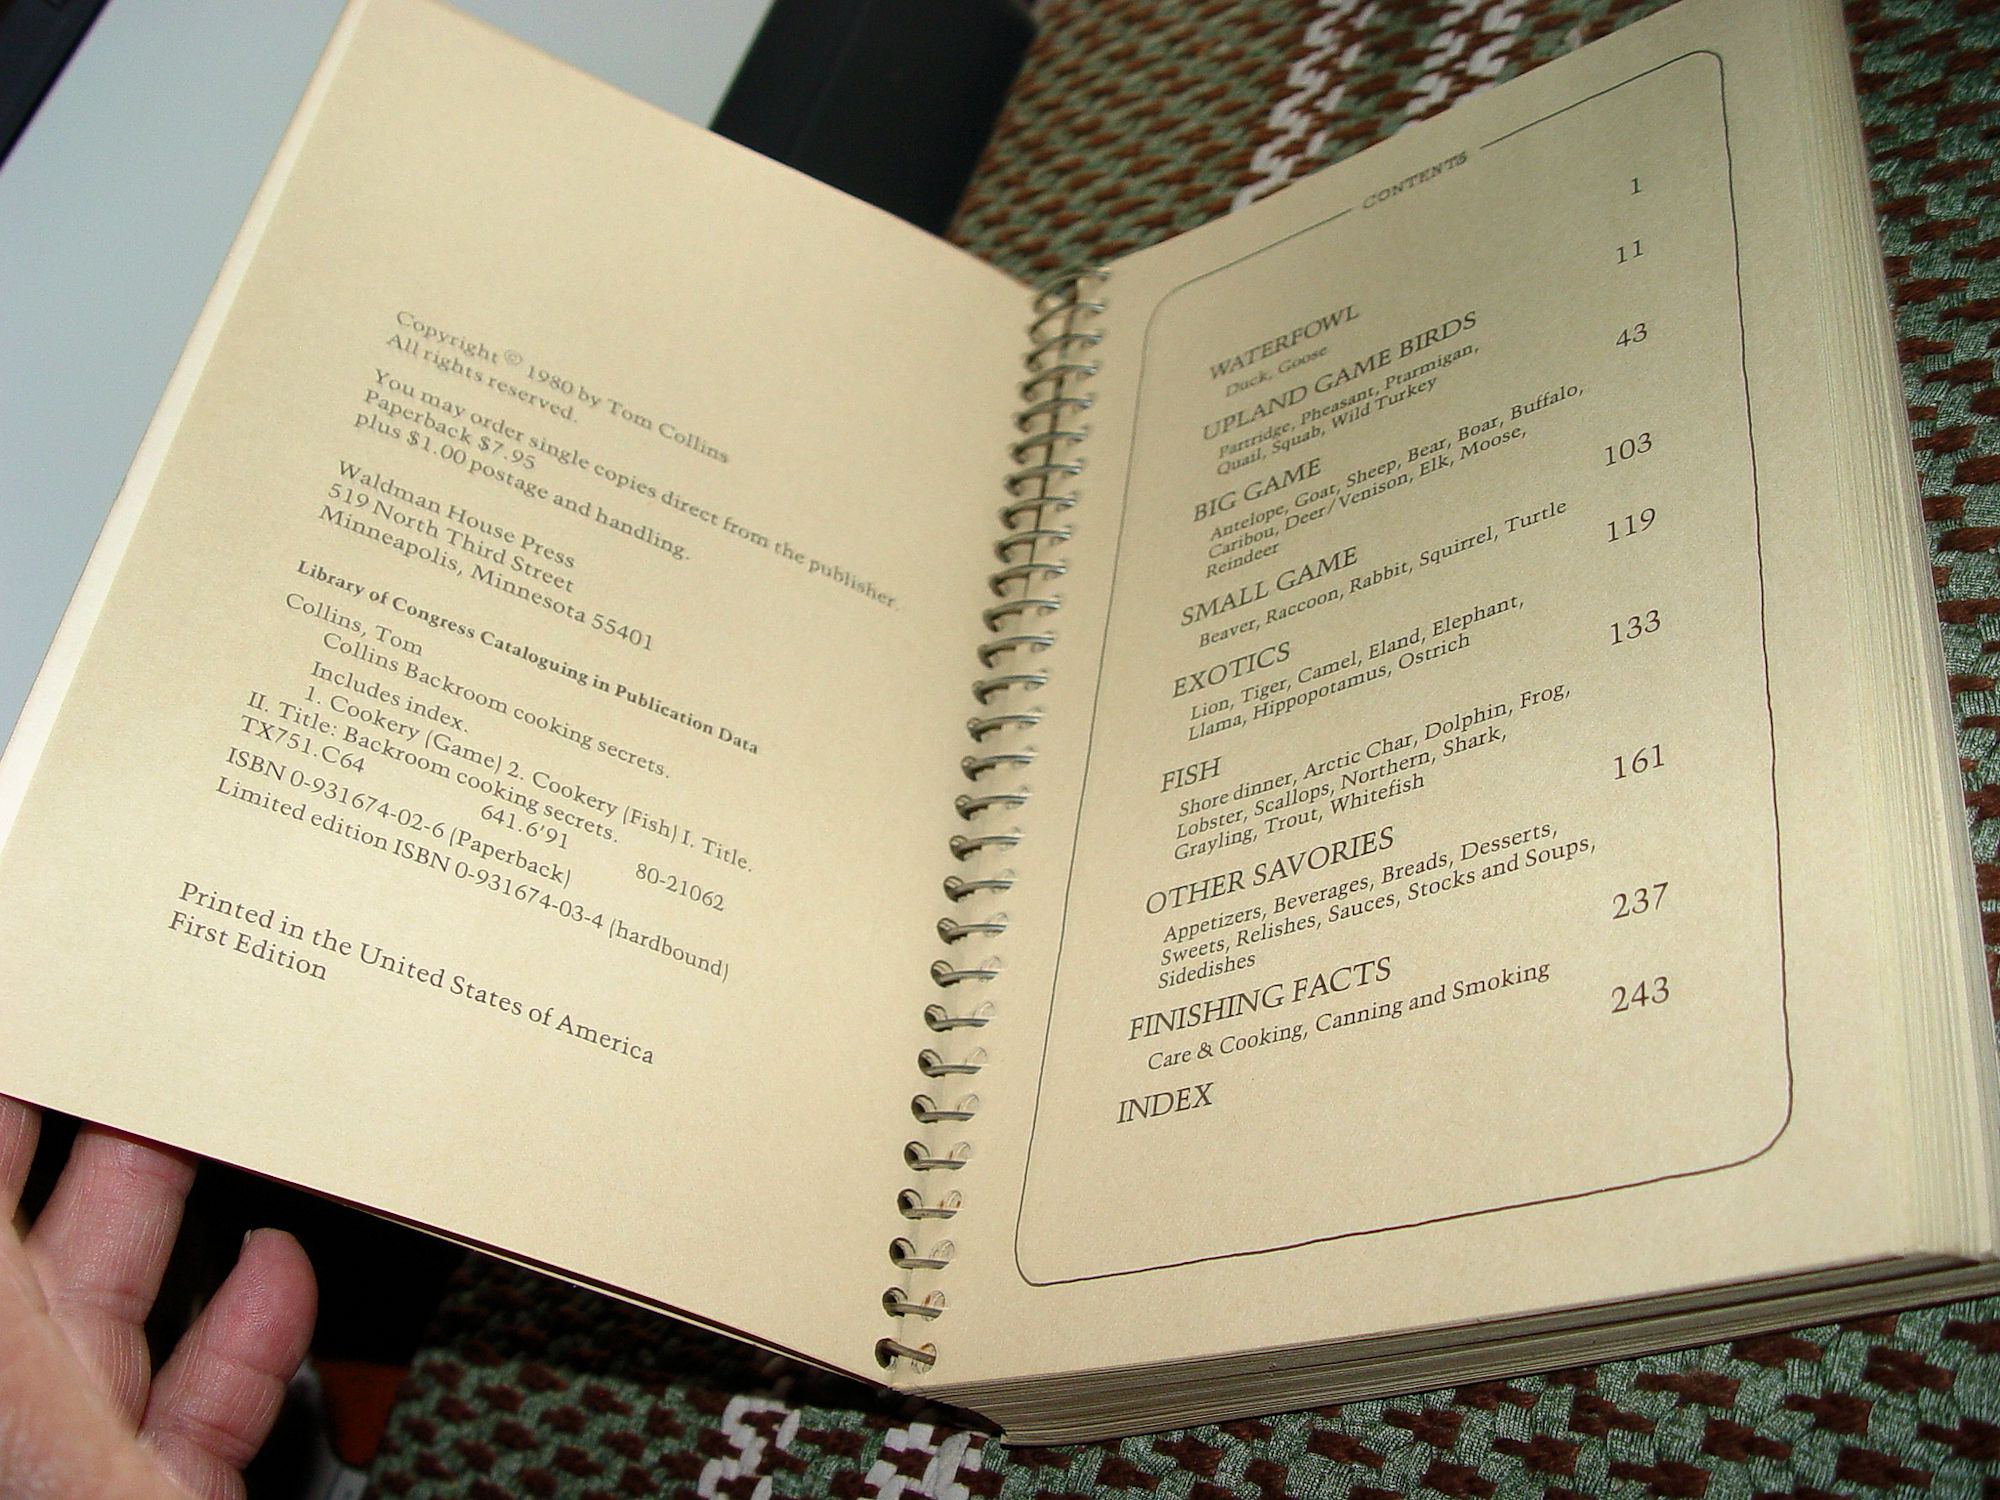 Copyright © 1980 by Tom Collins
All rights reserved.
You may order single copies direct from the publisher.
Paperback $7.95
plus $1.00 postage and handling.
Waldman House Press
519 North Third Street
Minneapolis, Minnesota 55401
Library of Congress Cataloguing in Publication Data
Collins, Tom
Collins Backroom cooking secrets.
Includes index.
1. Cookery (Game) 2. Cookery (Fish) I. Title.
II. Title: Backroom cooking secrets.
TX751.C64 641.6'91 80-21062
ISBN 0-931674-02-6 (Paperback)
Limited edition ISBN 0-931674-03-4 (hardbound)
Printed in the United States of America
First Edition
CONTENTS
WATERFOWL 1
Duck, Goose
UPLAND GAME BIRDS 11
Partridge, Pheasant, Ptarmigan,
Quail, Squab, Wild Turkey
BIG GAME 43
Antelope, Goat, Sheep, Bear, Boar, Buffalo,
Caribou, Deer/Venison, Elk, Moose,
Reindeer
SMALL GAME 103
Beaver, Raccoon, Rabbit, Squirrel, Turtle
EXOTICS 119
Lion, Tiger, Camel, Eland, Elephant,
Llama, Hippopotamus, Ostrich
FISH 133
Shore dinner, Arctic Char, Dolphin, Frog,
Lobster, Scallops, Northern, Shark,
Grayling, Trout, Whitefish
OTHER SAVORIES 161
Appetizers, Beverages, Breads, Desserts,
Sweets, Relishes, Sauces, Stocks and Soups,
Sidedishes
FINISHING FACTS 237
Care & Cooking, Canning and Smoking
INDEX 243